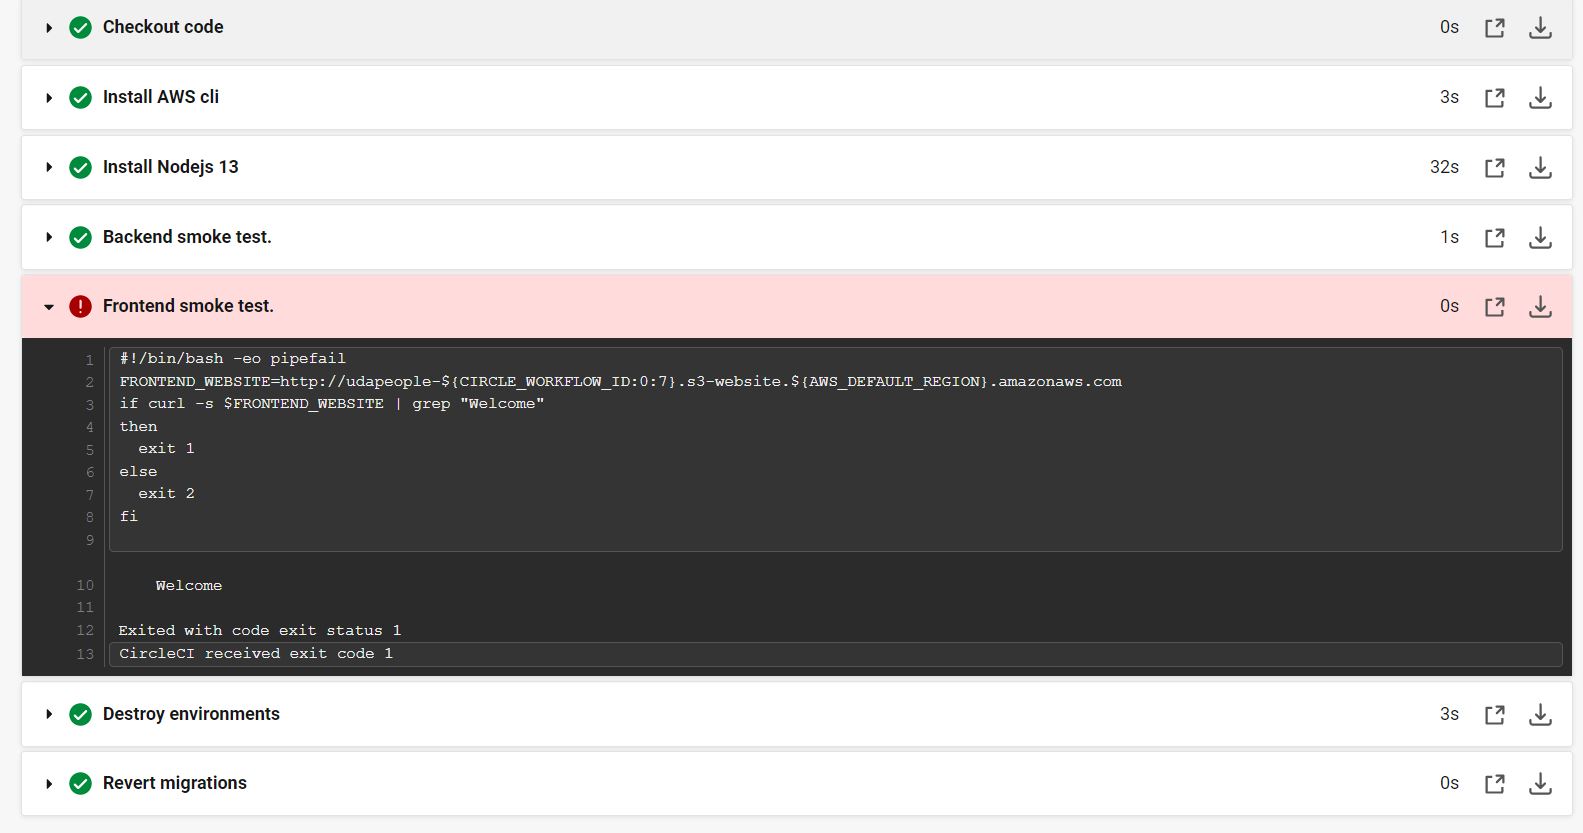 Checkout code 0s
Install AWS cli 3s
Install Nodejs 13 32s
Backend smoke test. 1s
Frontend smoke test. 0s
1 #!/bin/bash -eo pipefail
2 FRONTEND_WEBSITE=http://udapeople-${CIRCLE_WORKFLOW_ID:0:7}.s3-website.${AWS_DEFAULT_REGION}.amazonaws.com
3 if curl -s $FRONTEND_WEBSITE | grep "Welcome"
4 then
5   exit 1
6 else
7   exit 2
8 fi
9
10     Welcome
11
12 Exited with code exit status 1
13 CircleCI received exit code 1
Destroy environments 3s
Revert migrations 0s